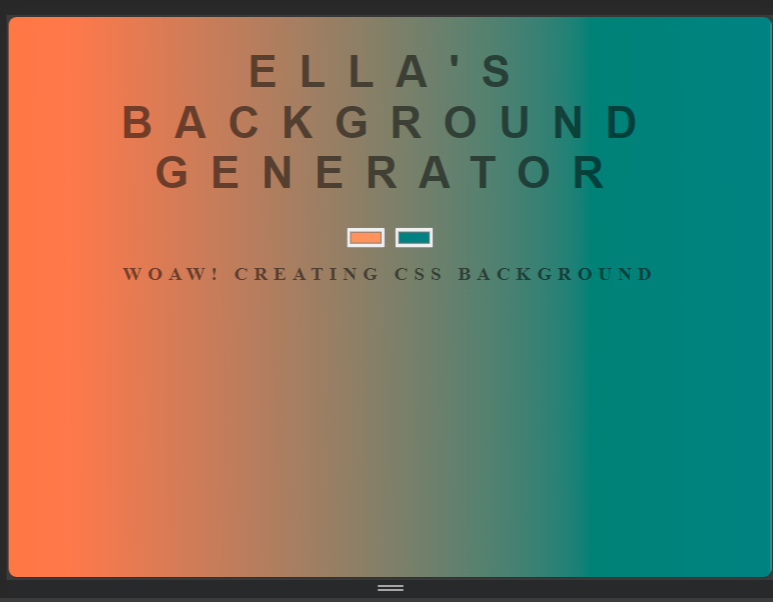 ELLA'S
BACKGROUND
GENERATOR
WOAW! CREATING CSS BACKGROUND